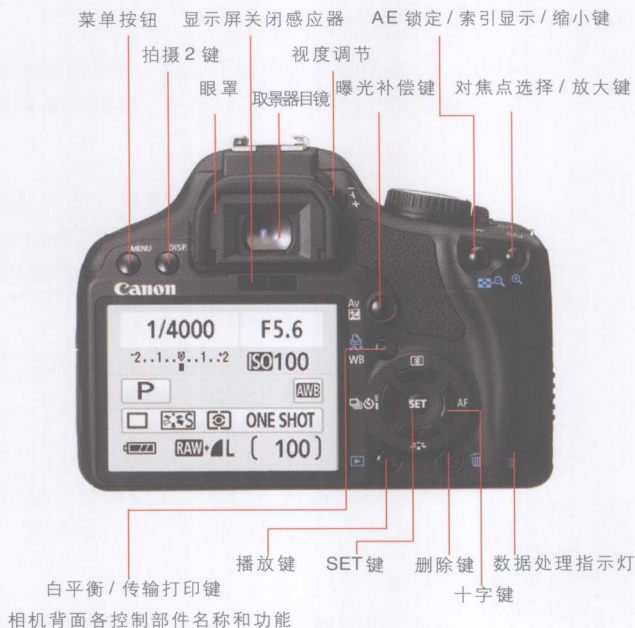 菜单按钮 显示屏关闭感应器 AE 锁定 / 索引显示 / 缩小键
拍摄 2 键 视度调节
眼罩 取景器目镜 曝光补偿键 对焦点选择 / 放大键
- +
MENU DISP.
Canon
Av
1/4000 F5.6
-2..1..0..1..+2 ISO100
WB
P AWB
SET AF
ONE SHOT
RAW+L ( 100 )
播放键 SET 键 删除键 数据处理指示灯
白平衡 / 传输打印键 十字键
相机背面各控制部件名称和功能